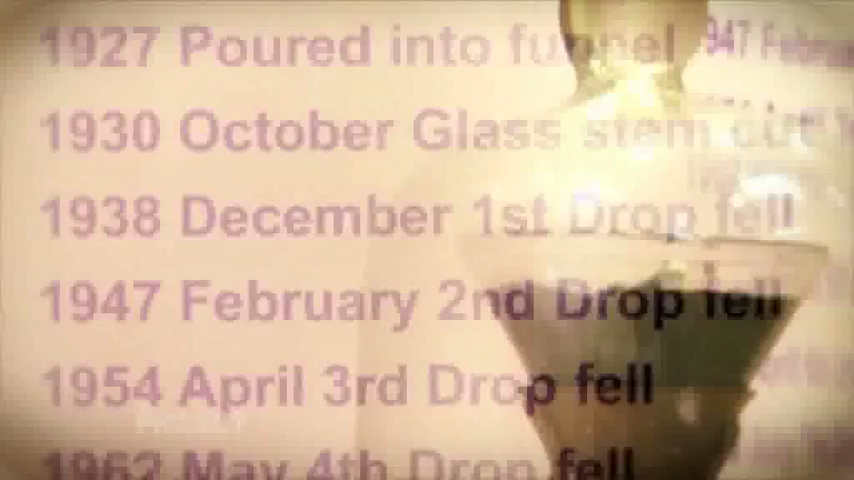 1927 Poured into funnel
1930 October Glass stem cut
1938 December 1st Drop fell
1947 February 2nd Drop fell
1954 April 3rd Drop fell
1962 May 4th Drop fell